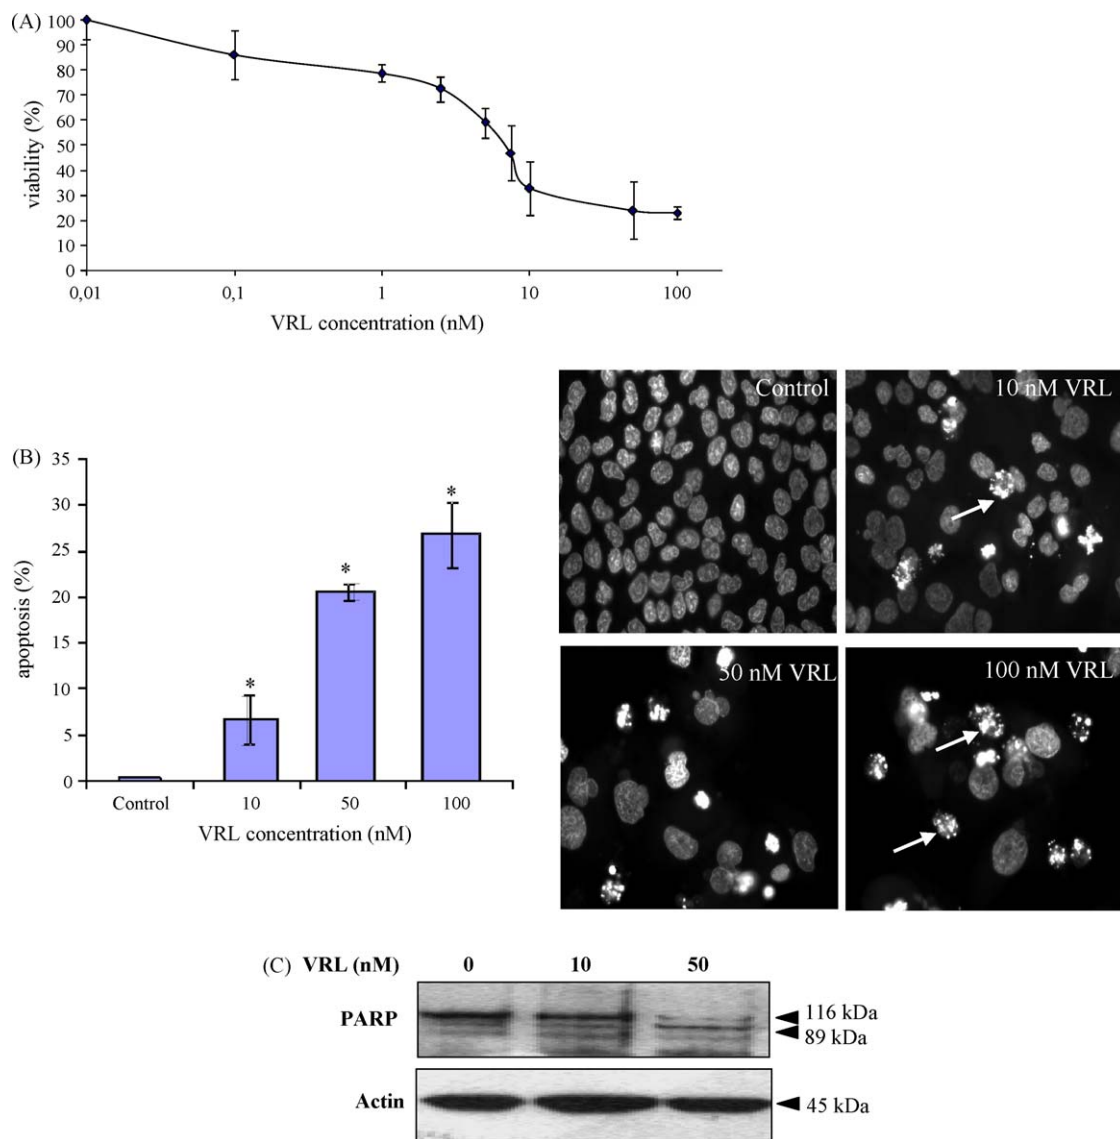 (A)
100
90
80
70
60
50
40
30
20
10
0
viability (%)
0,01 0,1 1 10 100
VRL concentration (nM)
Control
10 nM VRL
50 nM VRL
100 nM VRL
(B)
35
30
25
20
15
10
5
0
apoptosis (%)
* * *
Control 10 50 100
VRL concentration (nM)
(C) VRL (nM) 0 10 50
PARP
116 kDa
89 kDa
Actin
45 kDa